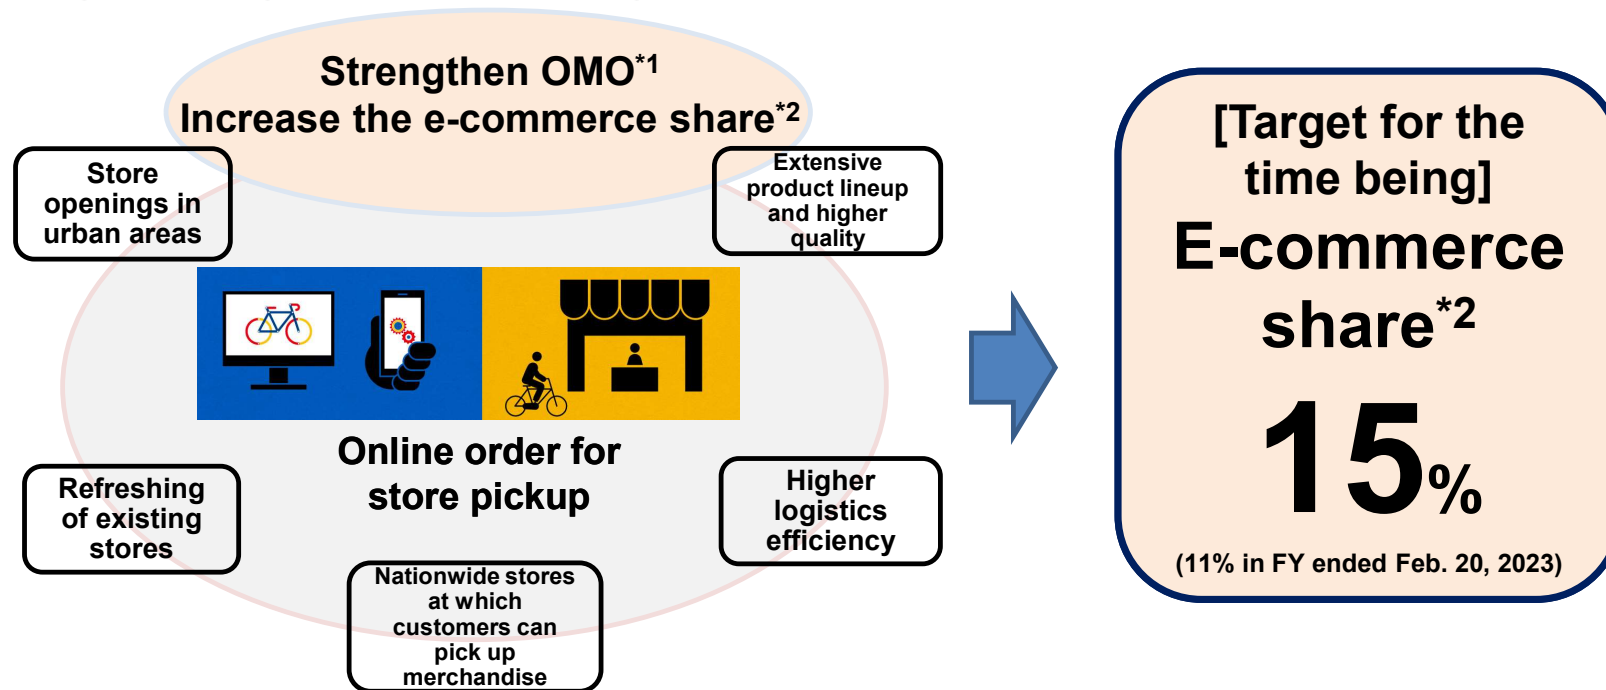 Strengthen OMO*1
Increase the e-commerce share*2
Store
openings in
urban areas
Extensive
product lineup
and higher
quality
Online order for
store pickup
Refreshing
of existing
stores
Higher
logistics
efficiency
Nationwide stores
at which
customers can
pick up
merchandise
[Target for the
time being]
E-commerce
share*2
15%
(11% in FY ended Feb. 20, 2023)